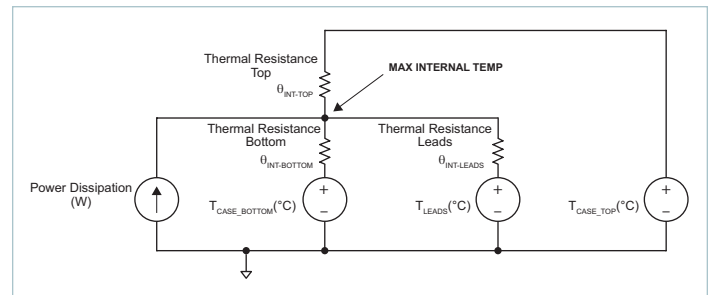 Thermal Resistance
Top
θINT-TOP
MAX INTERNAL TEMP
Thermal Resistance
Bottom
θINT-BOTTOM
Thermal Resistance
Leads
θINT-LEADS
Power Dissipation
(W)
TCASE_BOTTOM(°C)
+
–
TLEADS(°C)
+
–
TCASE_TOP(°C)
+
–